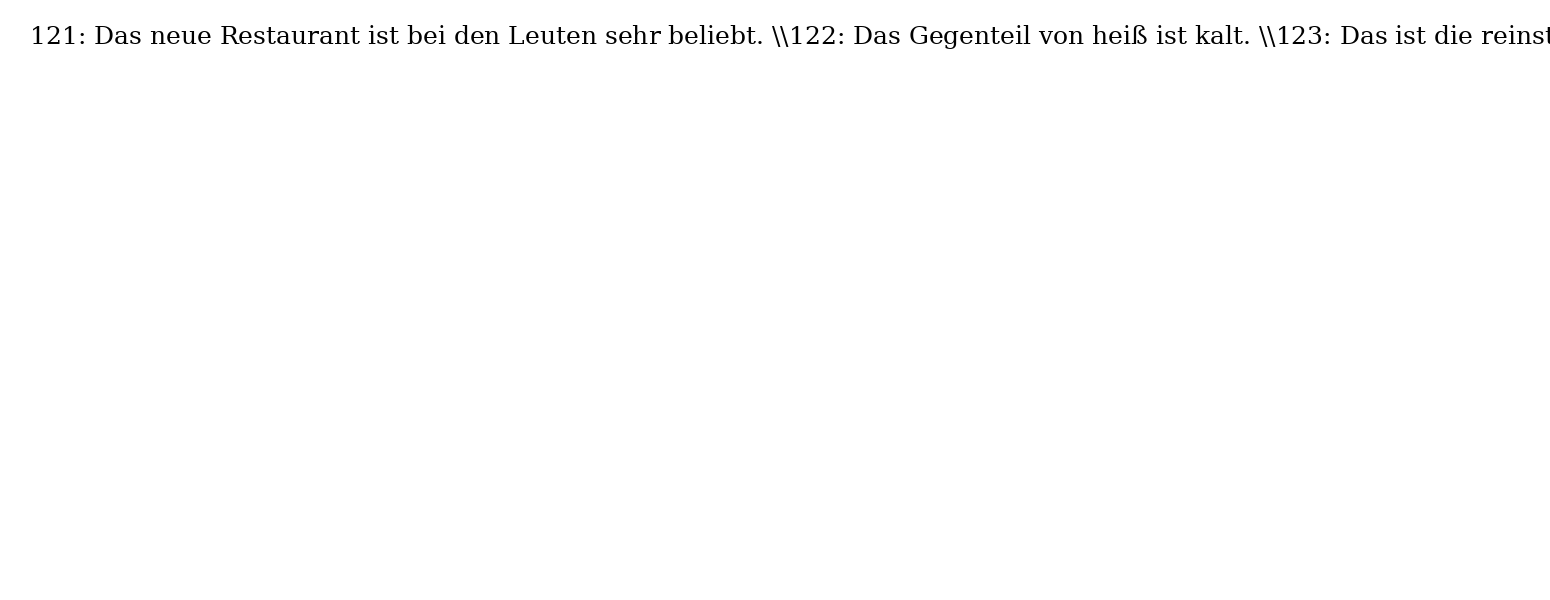 121: Das neue Restaurant ist bei den Leuten sehr beliebt. \\122: Das Gegenteil von heiß ist kalt. \\123: Das ist die